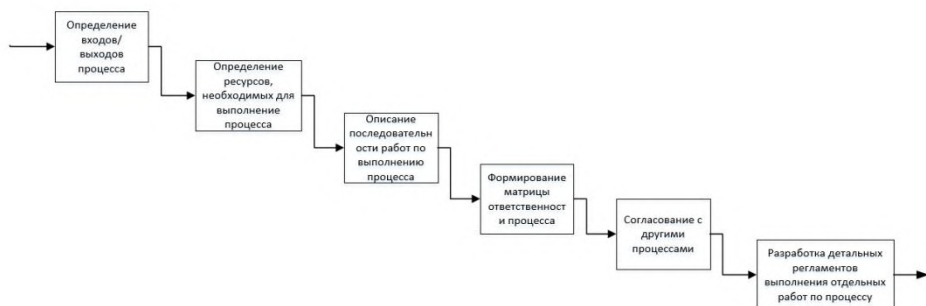 Определение
входов/
выходов
процесса
Определение
ресурсов,
необходимых для
выполнение
процесса
Описание
последовательн
ости работ по
выполнению
процесса
Формирование
матрицы
ответственност
и процесса
Согласование с
другими
процессами
Разработка детальных
регламентов
выполнения отдельных
работ по процессу